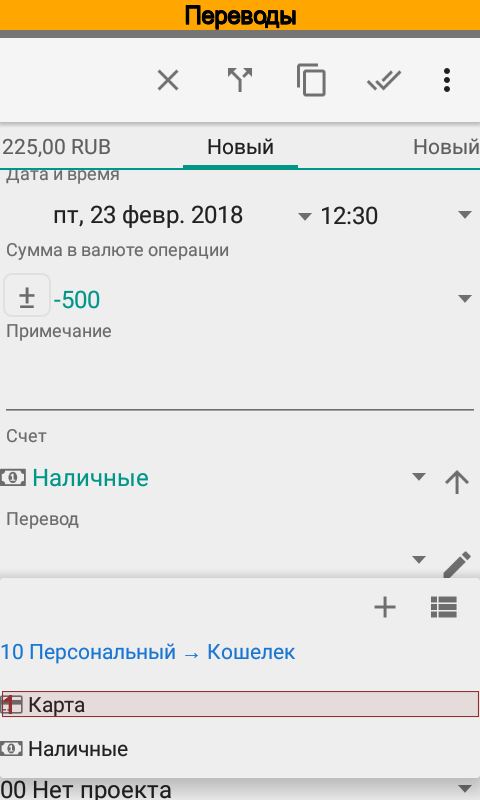 Переводы
225,00 RUB Новый Новый
Дата и время
пт, 23 февр. 2018 12:30
Сумма в валюте операции
± -500
Примечание
Счет
Наличные
Перевод
10 Персональный → Кошелек
1 Карта
Наличные
00 Нет проекта